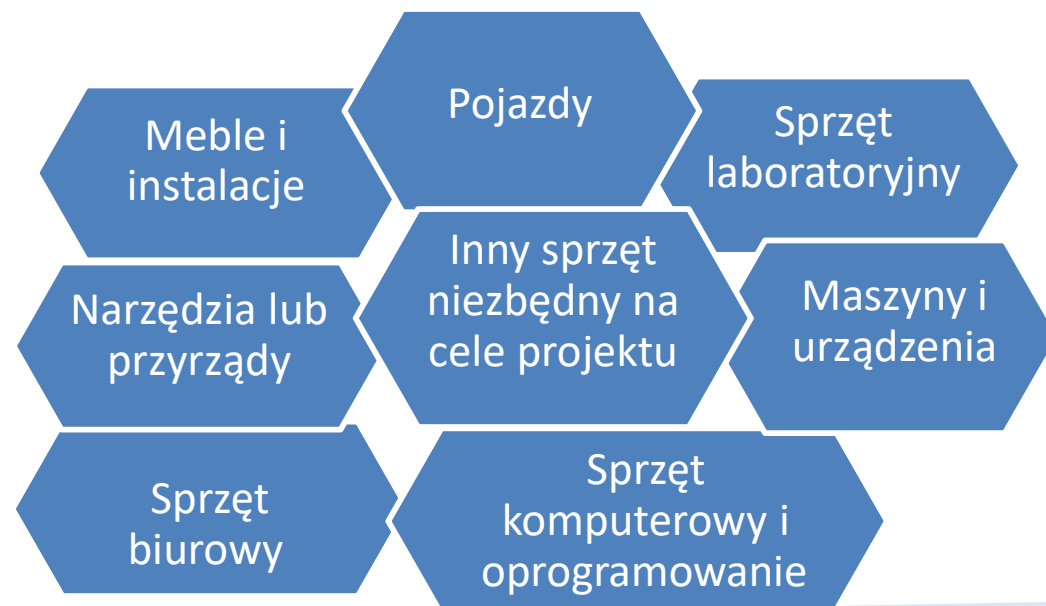 Pojazdy
Meble i
instalacje
Sprzęt
laboratoryjny
Inny sprzęt
niezbędny na
cele projektu
Narzędzia lub
przyrządy
Maszyny i
urządzenia
Sprzęt
biurowy
Sprzęt
komputerowy i
oprogramowanie